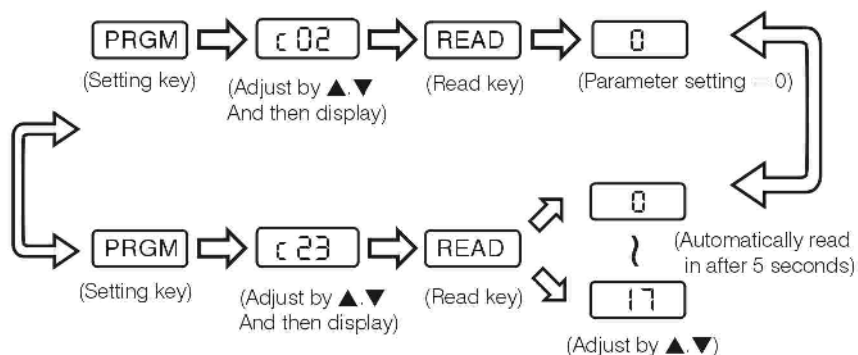 PRGM c 02 READ 0
(Setting key) (Adjust by ▲.▼ (Read key) (Parameter setting = 0)
And then display)
PRGM c 23 READ 0
(Setting key) (Adjust by ▲.▼ (Read key) (Automatically read
And then display) in after 5 seconds)
17
(Adjust by ▲.▼)